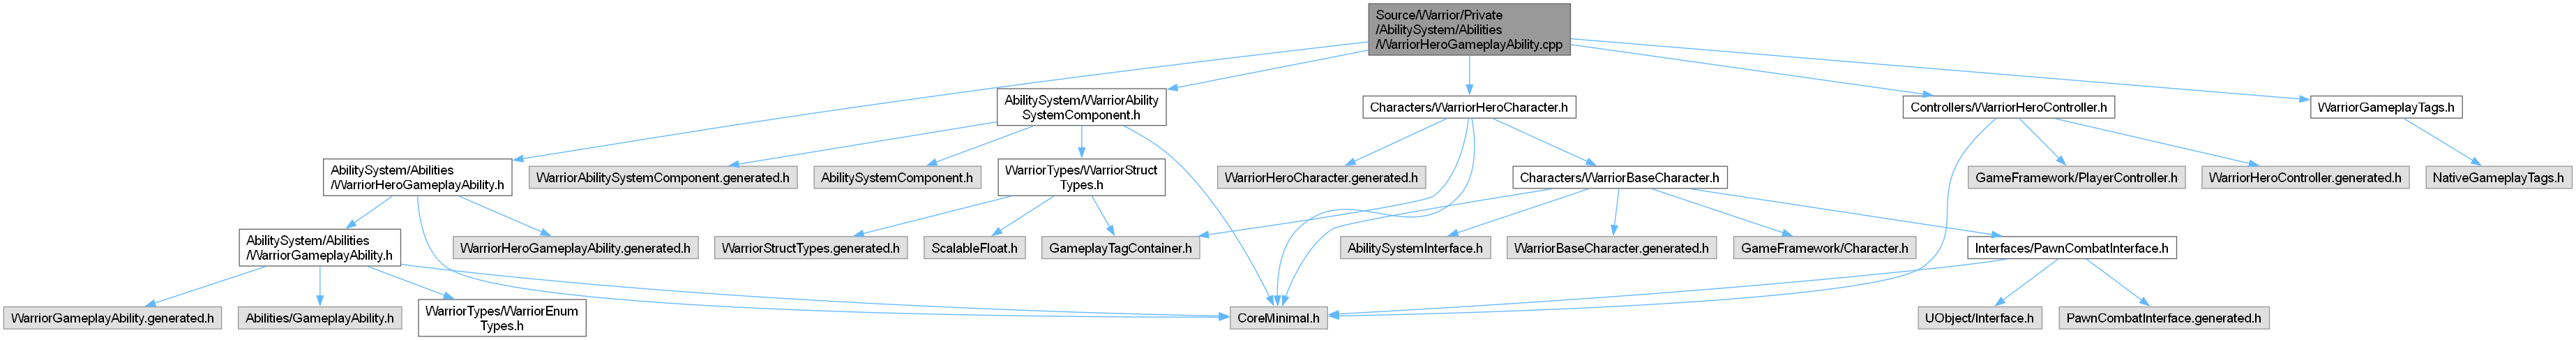 Source/Warrior/Private
/AbilitySystem/Abilities
/WarriorHeroGameplayAbility.cpp
AbilitySystem/WarriorAbility
SystemComponent.h
Characters/WarriorHeroCharacter.h
Controllers/WarriorHeroController.h
WarriorGameplayTags.h
AbilitySystem/Abilities
/WarriorHeroGameplayAbility.h
WarriorAbilitySystemComponent.generated.h
AbilitySystemComponent.h
WarriorTypes/WarriorStruct
Types.h
WarriorHeroCharacter.generated.h
Characters/WarriorBaseCharacter.h
GameFramework/PlayerController.h
WarriorHeroController.generated.h
NativeGameplayTags.h
AbilitySystem/Abilities
/WarriorGameplayAbility.h
WarriorHeroGameplayAbility.generated.h
WarriorStructTypes.generated.h
ScalableFloat.h
GameplayTagContainer.h
AbilitySystemInterface.h
WarriorBaseCharacter.generated.h
GameFramework/Character.h
Interfaces/PawnCombatInterface.h
WarriorGameplayAbility.generated.h
Abilities/GameplayAbility.h
WarriorTypes/WarriorEnum
Types.h
CoreMinimal.h
UObject/Interface.h
PawnCombatInterface.generated.h